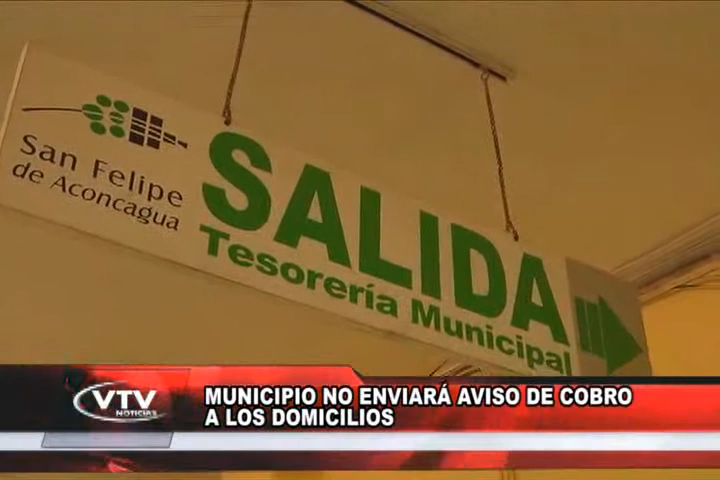 San Felipe
de Aconcagua
SALIDA
Tesorería Municipal
VTV
NOTICIAS
MUNICIPIO NO ENVIARÁ AVISO DE COBRO
A LOS DOMICILIOS